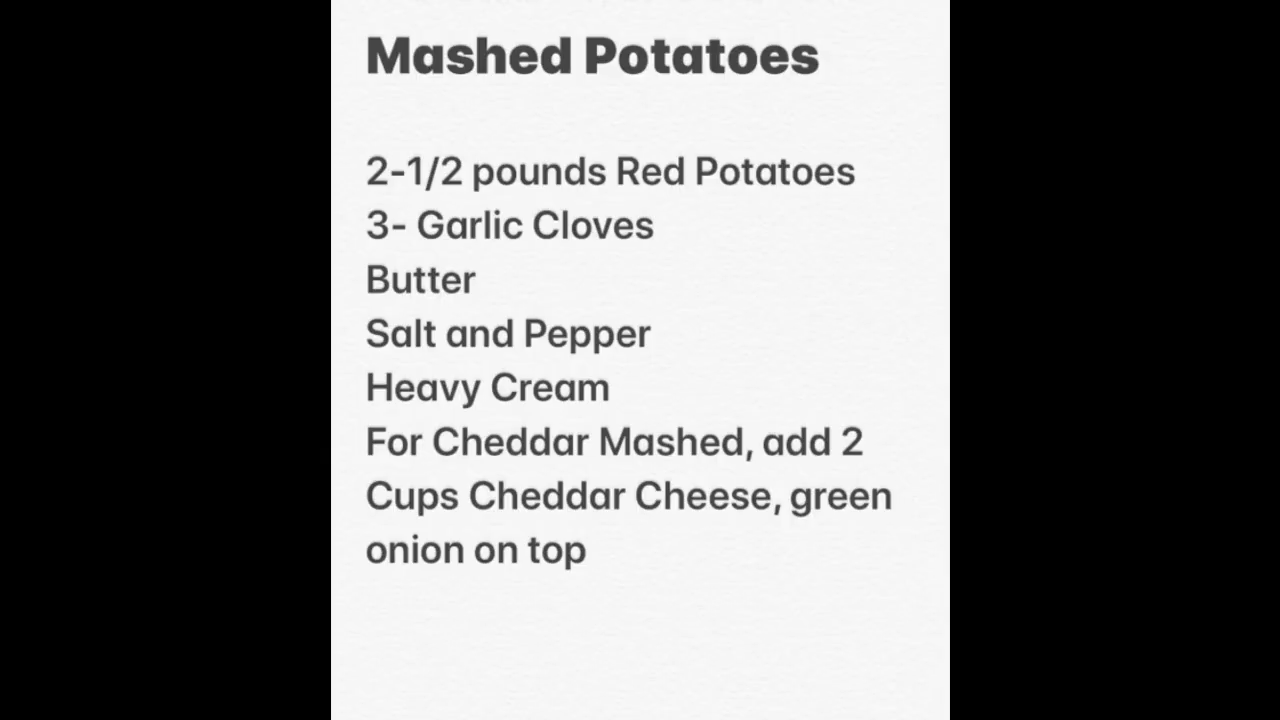 Mashed Potatoes
2-1/2 pounds Red Potatoes
3- Garlic Cloves
Butter
Salt and Pepper
Heavy Cream
For Cheddar Mashed, add 2
Cups Cheddar Cheese, green
onion on top